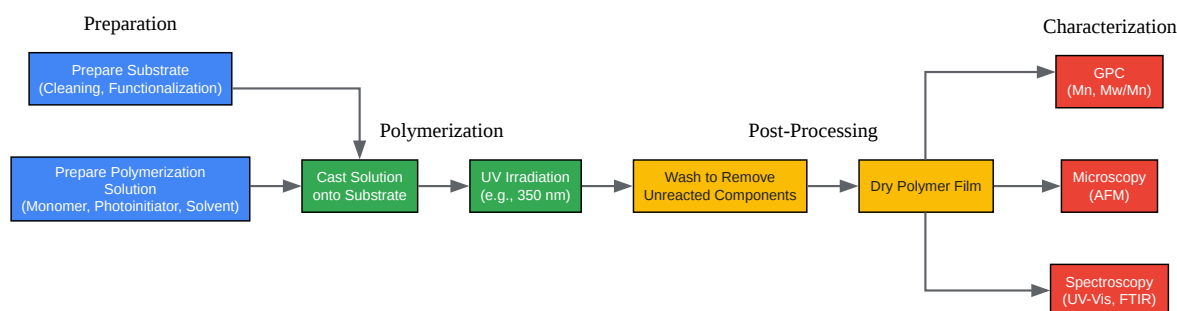 Preparation
Characterization
Prepare Substrate
(Cleaning, Functionalization)
GPC
(Mn, Mw/Mn)
Polymerization
Post-Processing
Prepare Polymerization
Solution
(Monomer, Photoinitiator, Solvent)
Cast Solution
onto Substrate
UV Irradiation
(e.g., 350 nm)
Wash to Remove
Unreacted Components
Dry Polymer Film
Microscopy
(AFM)
Spectroscopy
(UV-Vis, FTIR)